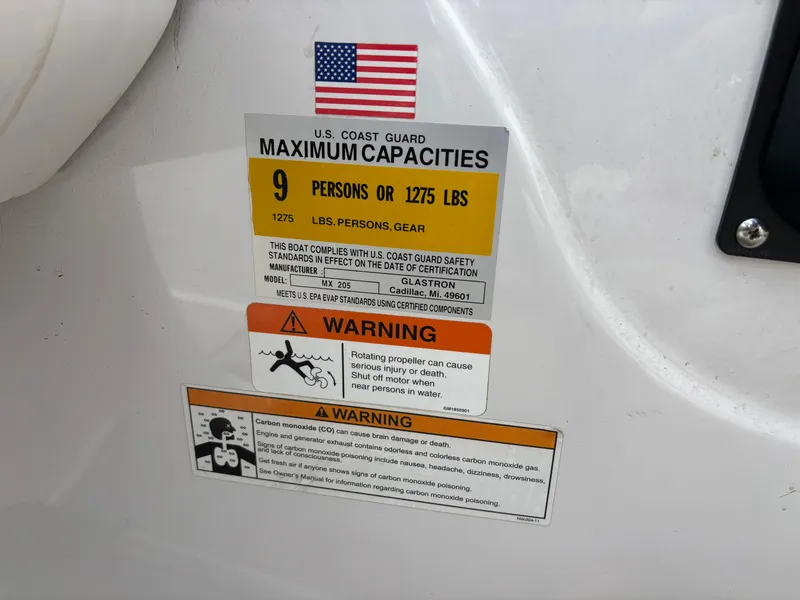 U.S. COAST GUARD
MAXIMUM CAPACITIES
9 PERSONS OR 1275 LBS
1275 LBS. PERSONS, GEAR
THIS BOAT COMPLIES WITH U.S. COAST GUARD SAFETY
STANDARDS IN EFFECT ON THE DATE OF CERTIFICATION
MANUFACTURER : GLASTRON
MODEL: MX 205 Cadillac, Mi. 49601
MEETS U.S. EPA EVAP STANDARDS USING CERTIFIED COMPONENTS
WARNING
Rotating propeller can cause
serious injury or death.
Shut off motor when
near persons in water.
WARNING
Carbon monoxide (CO) can cause brain damage or death.
Engine and generator exhaust contains odorless and colorless carbon monoxide gas.
Signs of carbon monoxide poisoning include nausea, headache, dizziness, drowsiness,
and lack of consciousness.
Get fresh air if anyone shows signs of carbon monoxide poisoning.
See Owner's Manual for information regarding carbon monoxide poisoning.